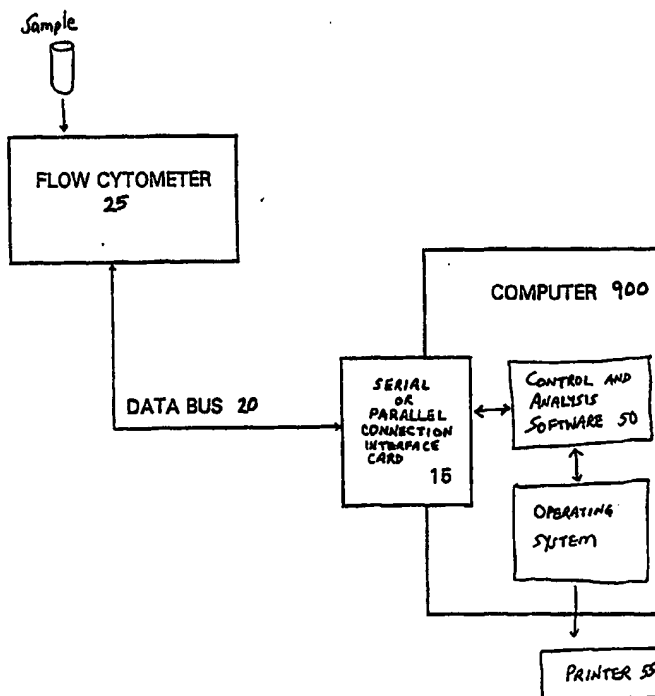 Sample
FLOW CYTOMETER
25
COMPUTER 900
SERIAL
OR
PARALLEL
CONNECTION
INTERFACE
CARD
15
CONTROL AND
ANALYSIS
SOFTWARE 50
DATA BUS 20
OPERATING
SYSTEM
PRINTER 55